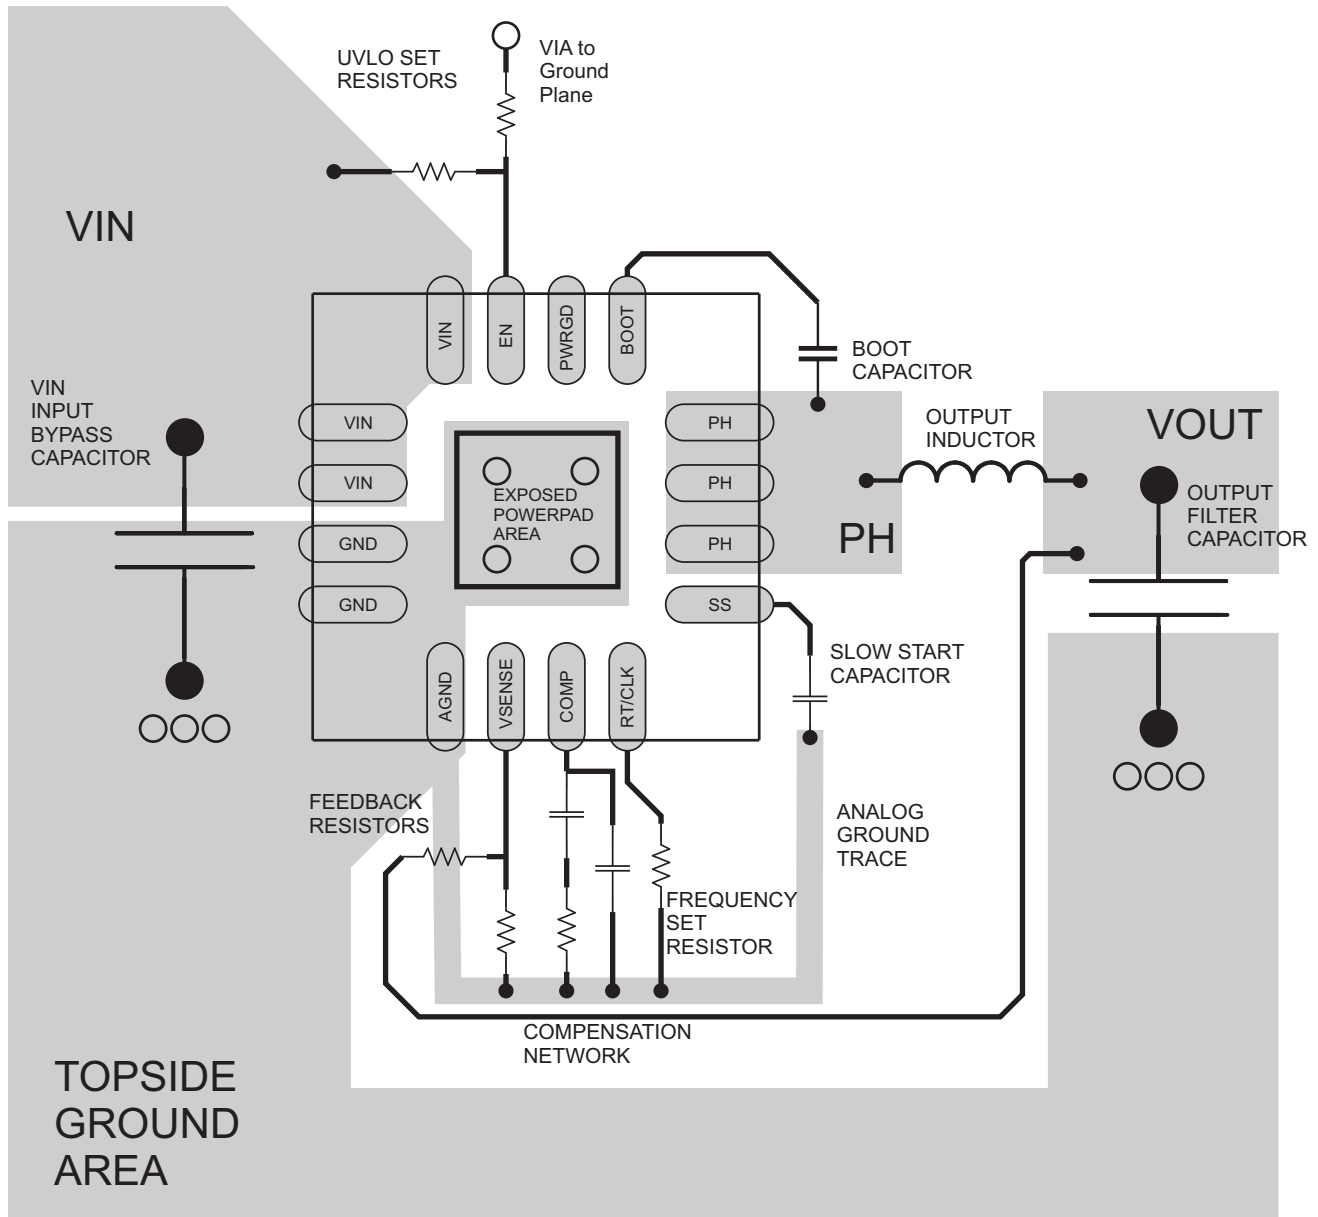 UVLO SET
RESISTORS
VIA to
Ground
Plane
VIN
VIN
EN
PWRGD
BOOT
BOOT
CAPACITOR
VIN
INPUT
BYPASS
CAPACITOR
VIN
VIN
GND
GND
EXPOSED
POWERPAD
AREA
PH
PH
PH
SS
PH
OUTPUT
INDUCTOR
VOUT
OUTPUT
FILTER
CAPACITOR
SLOW START
CAPACITOR
AGND
VSENSE
COMP
RT/CLK
FEEDBACK
RESISTORS
ANALOG
GROUND
TRACE
FREQUENCY
SET
RESISTOR
COMPENSATION
NETWORK
TOPSIDE
GROUND
AREA